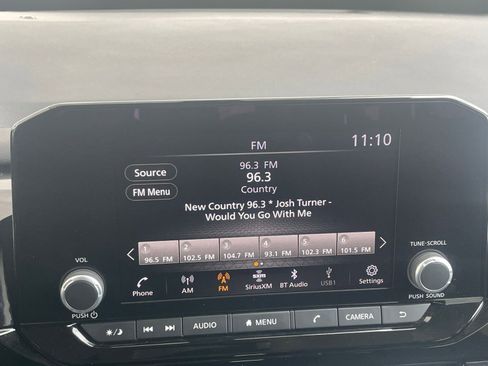 FM
11:10
Source
FM Menu
96.3 FM
96.3
Country
New Country 96.3 * Josh Turner -
Would You Go With Me
1 2 3 4 5 6
96.5 FM 102.5 FM 104.7 FM 93.1 FM 102.3 FM 101.5 FM
VOL
TUNE·SCROLL
SXM
Phone AM FM SiriusXM BT Audio USB1 Settings
PUSH
PUSH SOUND
AUDIO MENU CAMERA